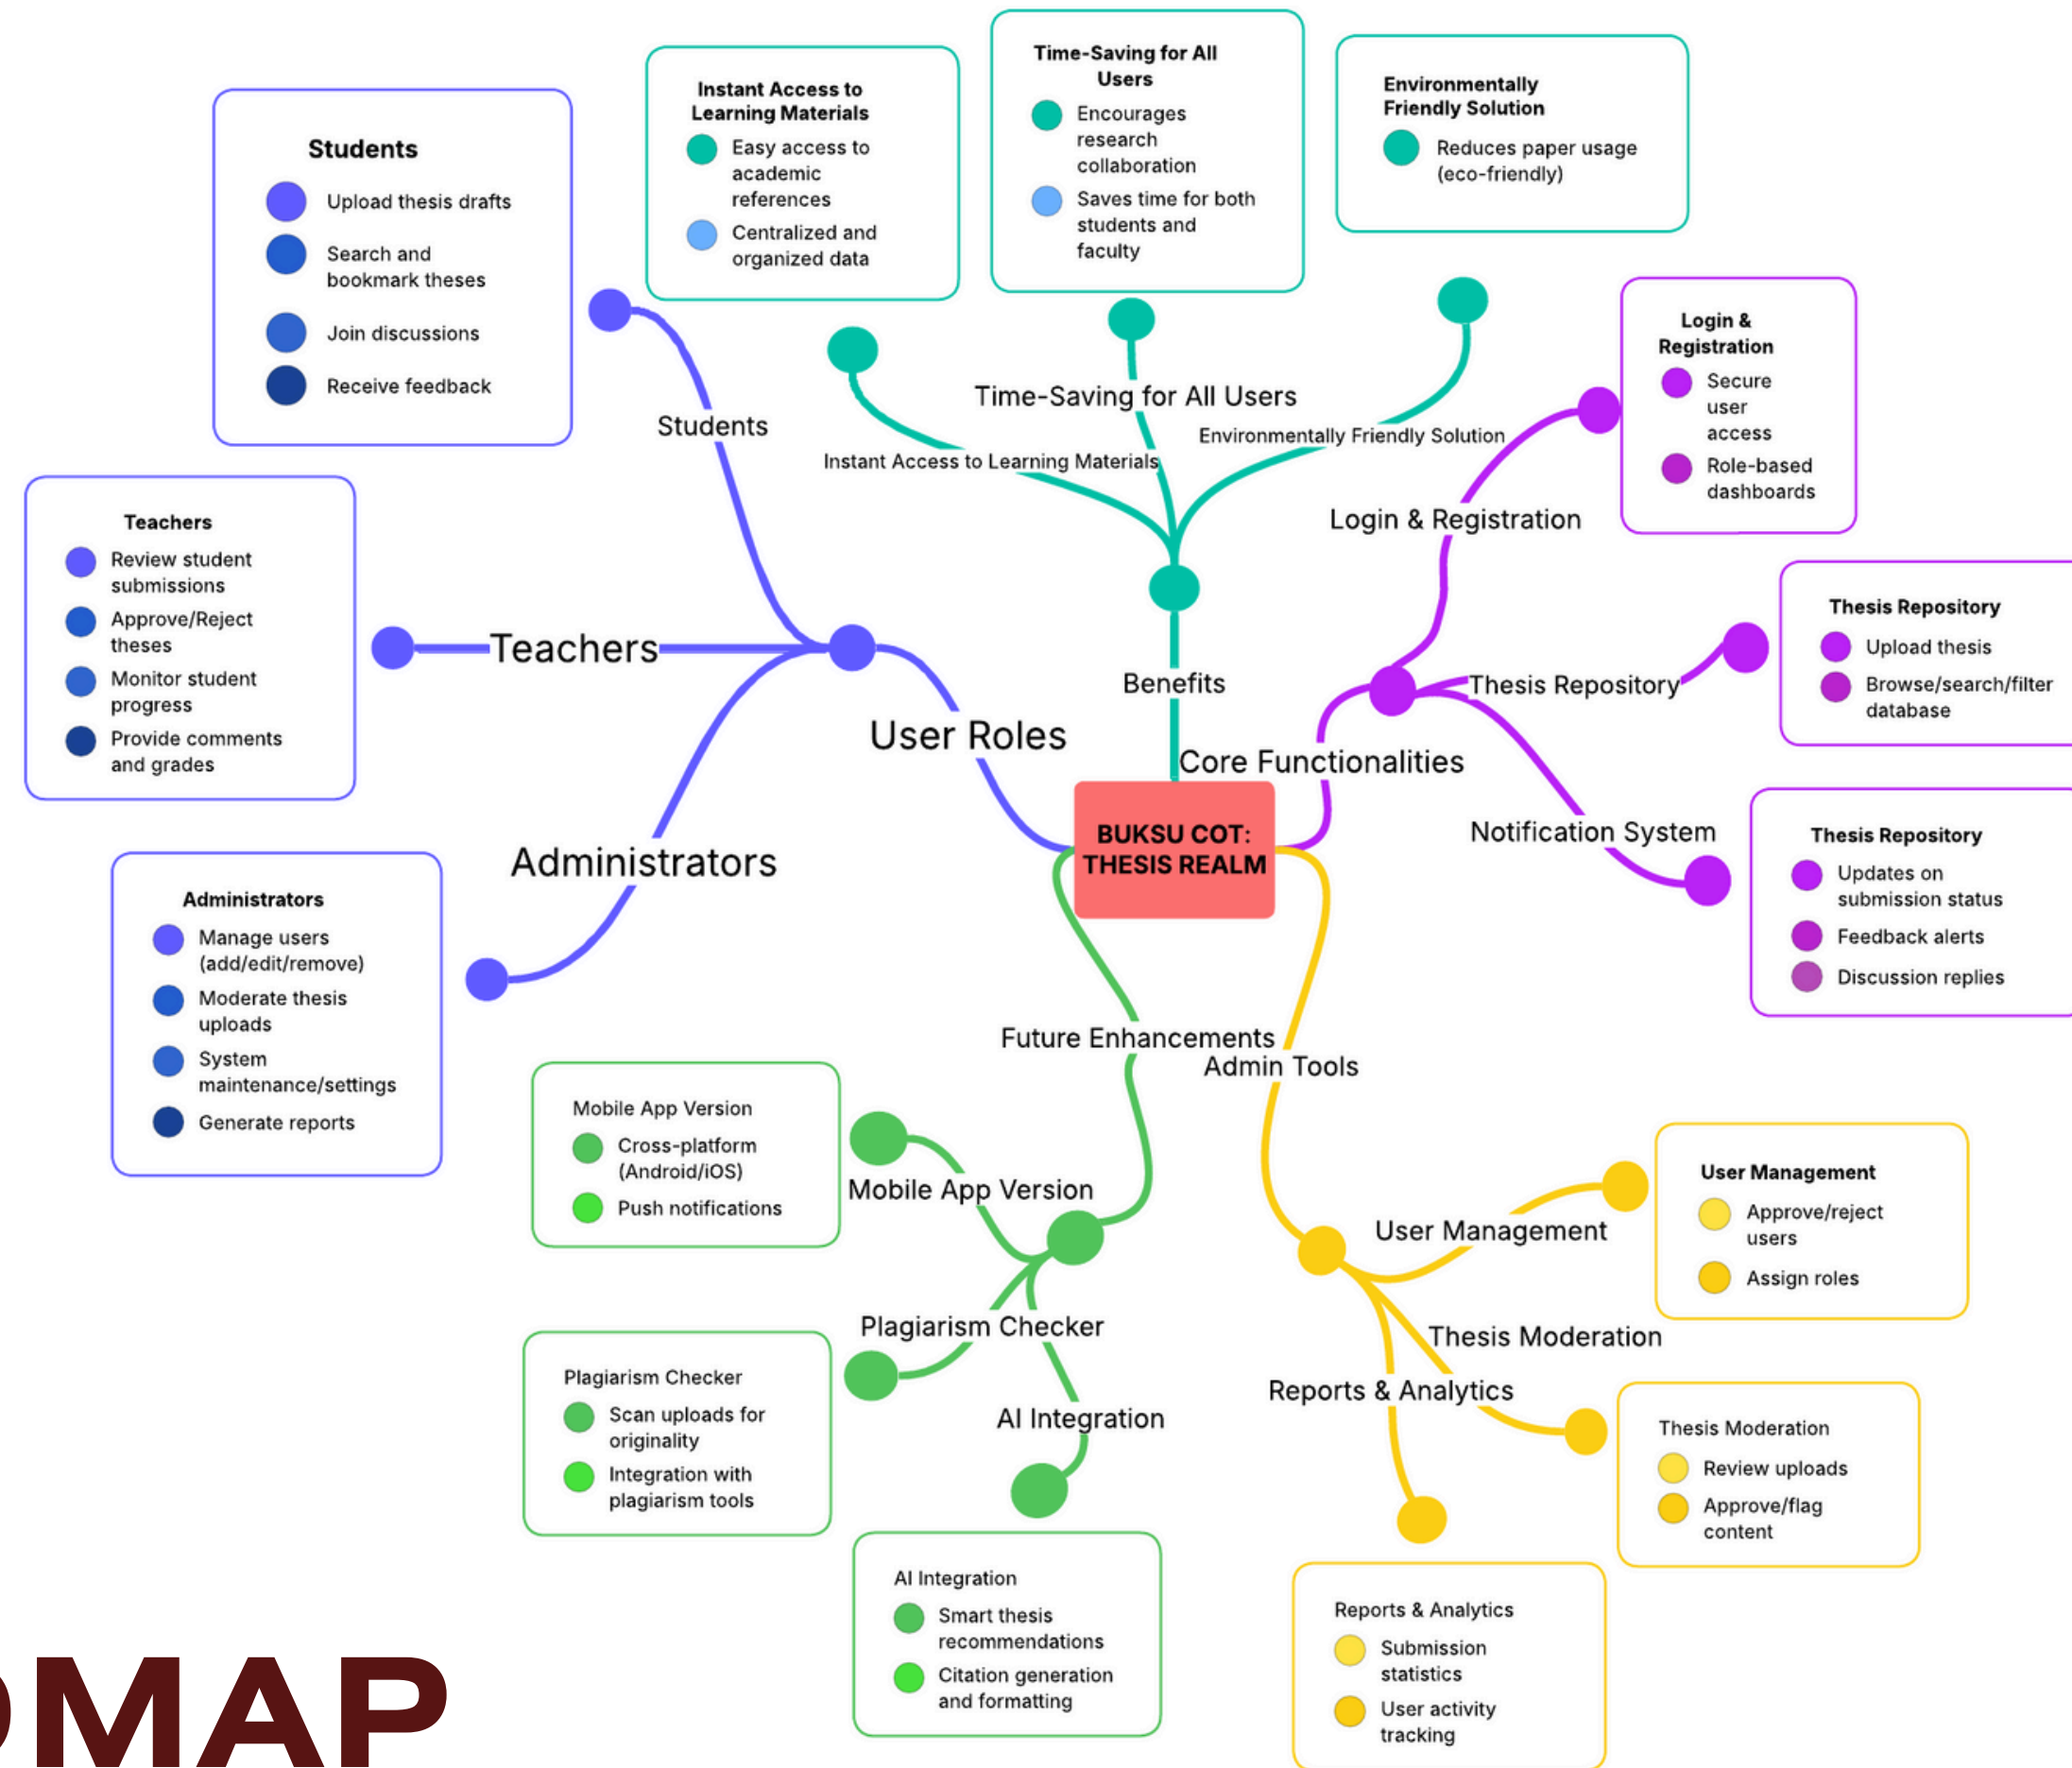 Students
Upload thesis drafts
Search and
bookmark theses
Join discussions
Receive feedback
Instant Access to
Learning Materials
Easy access to
academic
references
Centralized and
organized data
Time-Saving for All
Users
Encourages
research
collaboration
Saves time for both
students and
faculty
Environmentally
Friendly Solution
Reduces paper usage
(eco-friendly)
Login &
Registration
Secure
user
access
Role-based
dashboards
Students
Time-Saving for All Users
Environmentally Friendly Solution
Instant Access to Learning Materials
Login & Registration
Teachers
Review student
submissions
Approve/Reject
theses
Monitor student
progress
Provide comments
and grades
Teachers
User Roles
Benefits
Core Functionalities
Thesis Repository
Thesis Repository
Upload thesis
Browse/search/filter
database
BUKSU COT:
THESIS REALM
Notification System
Thesis Repository
Updates on
submission status
Feedback alerts
Discussion replies
Administrators
Administrators
Manage users
(add/edit/remove)
Moderate thesis
uploads
System
maintenance/settings
Generate reports
Future Enhancements
Admin Tools
Mobile App Version
Cross-platform
(Android/iOS)
Push notifications
Mobile App Version
User Management
User Management
Approve/reject
users
Assign roles
Plagiarism Checker
Plagiarism Checker
Scan uploads for
originality
Integration with
plagiarism tools
AI Integration
Thesis Moderation
Reports & Analytics
Thesis Moderation
Review uploads
Approve/flag
content
AI Integration
Smart thesis
recommendations
Citation generation
and formatting
Reports & Analytics
Submission
statistics
User activity
tracking
MAP